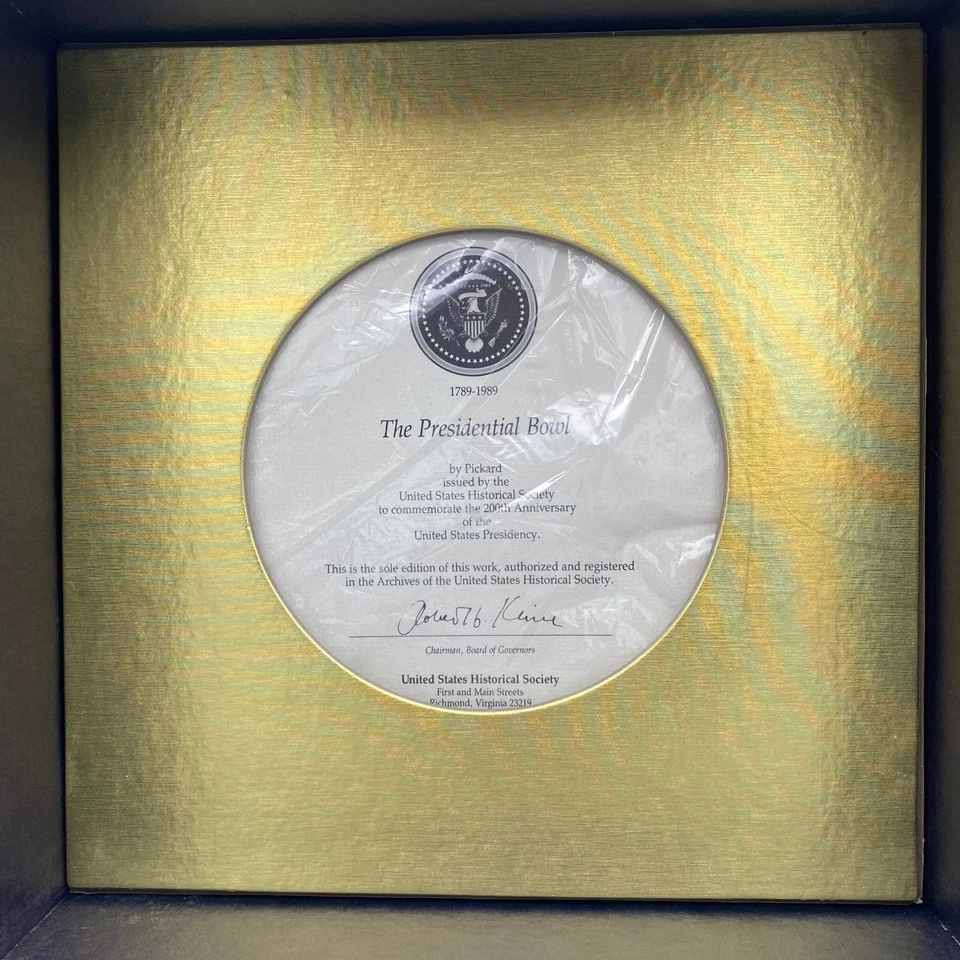 1789-1989
The Presidential Bowl
by Pickard
issued by the
United States Historical Society
to commemorate the 200th Anniversary
of the
United States Presidency.
This is the sole edition of this work, authorized and registered
in the Archives of the United States Historical Society.
Chairman, Board of Governors
United States Historical Society
First and Main Streets
Richmond, Virginia 23219